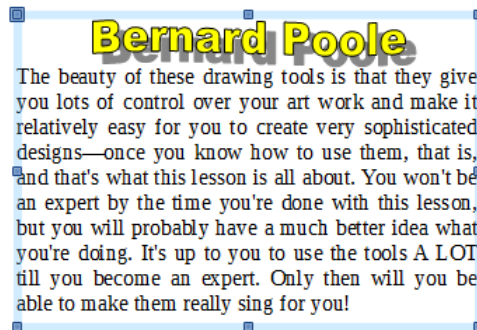 Bernard Poole
The beauty of these drawing tools is that they give
you lots of control over your art work and make it
relatively easy for you to create very sophisticated
designs—once you know how to use them, that is,
and that's what this lesson is all about. You won't be
an expert by the time you're done with this lesson,
but you will probably have a much better idea what
you're doing. It's up to you to use the tools A LOT
till you become an expert. Only then will you be
able to make them really sing for you!